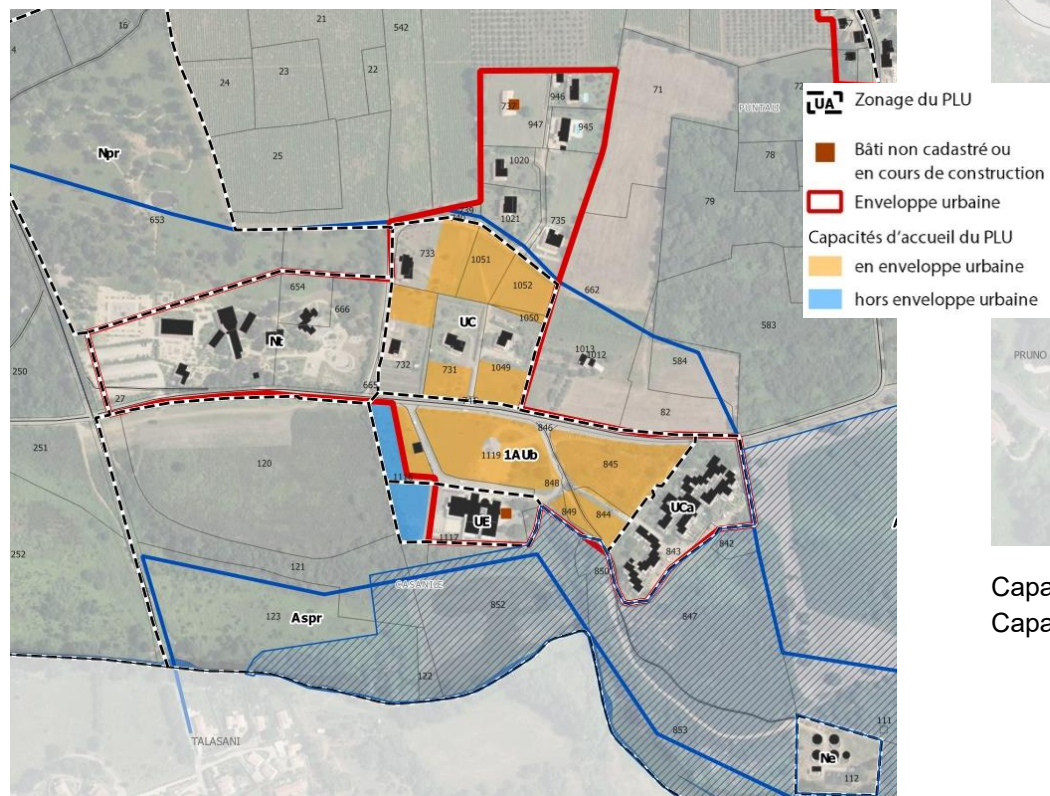 16
21
542
24
23
22
71
72
UA Zonage du PLU
Bâti non cadastré ou
en cours de construction
Enveloppe urbaine
Capacités d'accueil du PLU
en enveloppe urbaine
hors enveloppe urbaine
946
947
945
PUNTALI
Npr
25
1020
78
79
653
1021
735
733
1051
654
666
1052
662
583
UC
1050
Nt
1013
1012
584
PRUNO
250
732
731
1049
665
27
82
846
251
120
1119
1AUb
845
848
UCa
849
844
UE
1117
843
842
252
121
850
CASANILE
123
Aspr
852
847
122
853
111
TALASANI
Ne
112
Capa
Capa